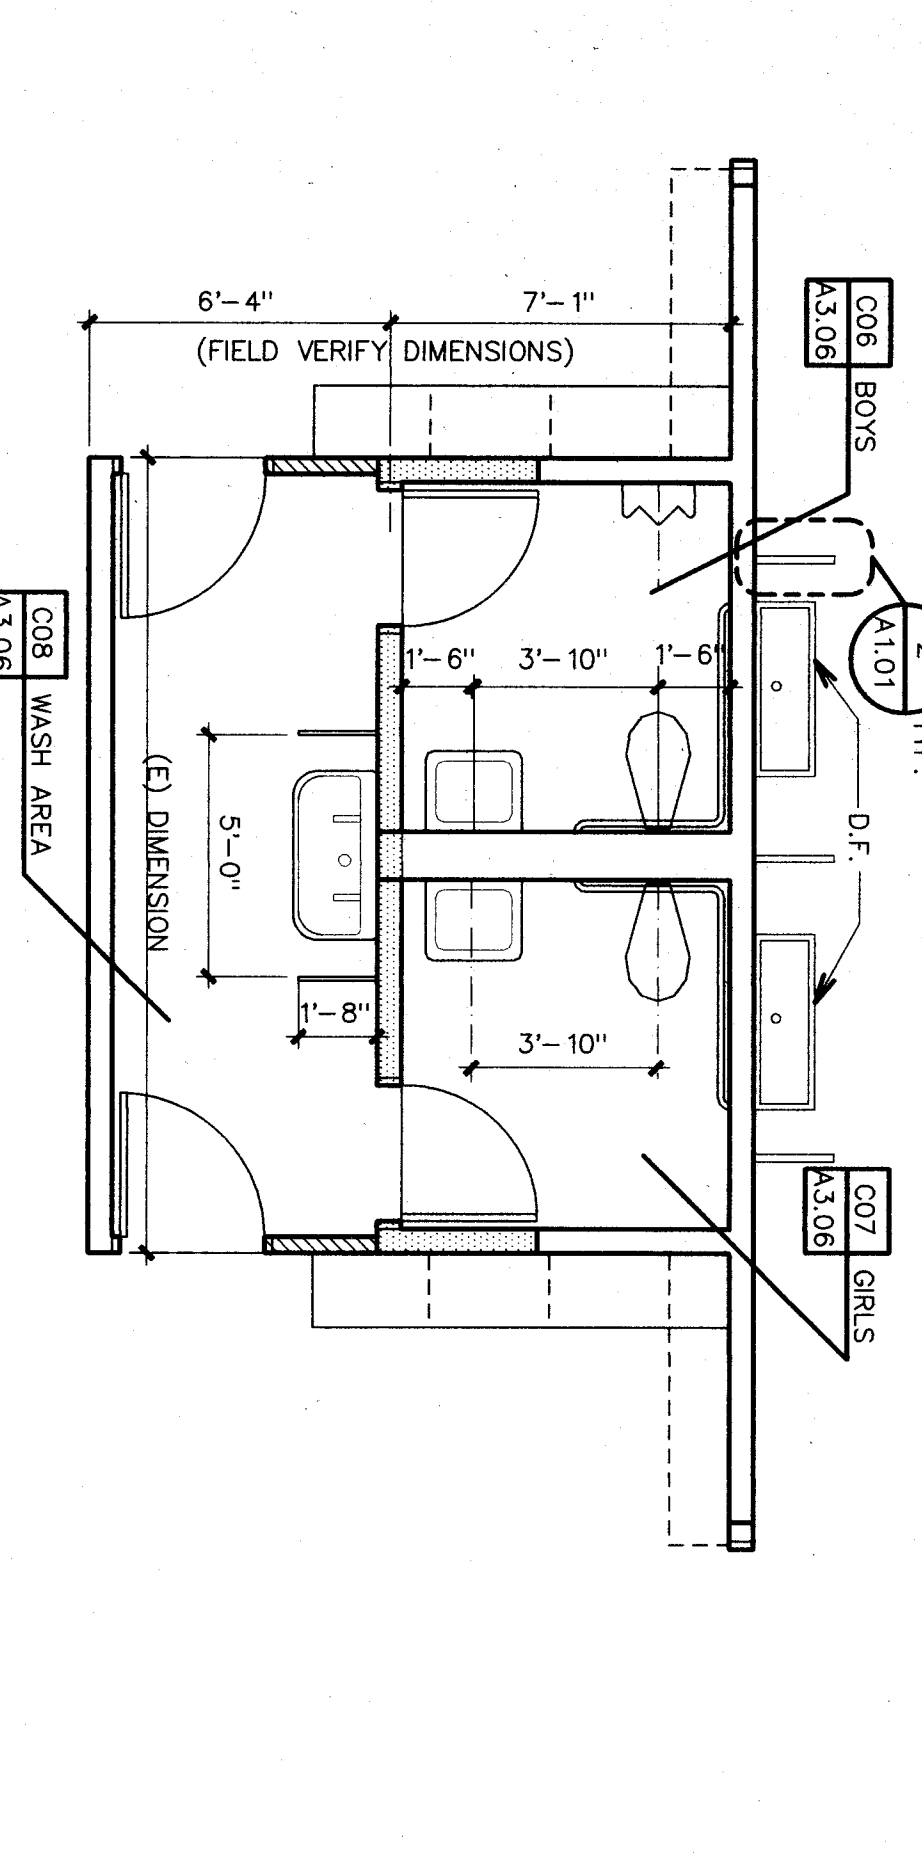 C06
A3.06
BOYS
6'-4"
7'-1"
(FIELD VERIFY DIMENSIONS)
A1.01
D.F.
1'-6"
3'-10"
1'-6"
C08
WASH AREA
(E) DIMENSION
5'-0"
1'-8"
3'-10"
C07
A3.06
GIRLS